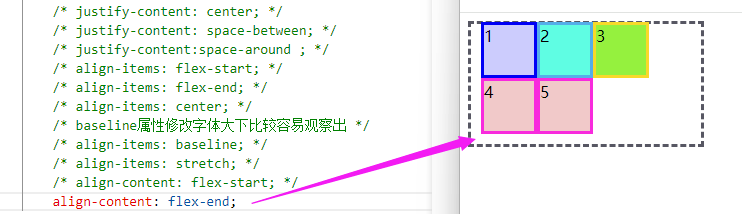 /* justify-content: center; */
/* justify-content: space-between; */
/* justify-content:space-around ; */
/* align-items: flex-start; */
/* align-items: flex-end; */
/* align-items: center; */
/* baseline属性修改字体大下比较容易观察出 */
/* align-items: baseline; */
/* align-items: stretch; */
/* align-content: flex-start; */
align-content: flex-end;
1 2 3
4 5